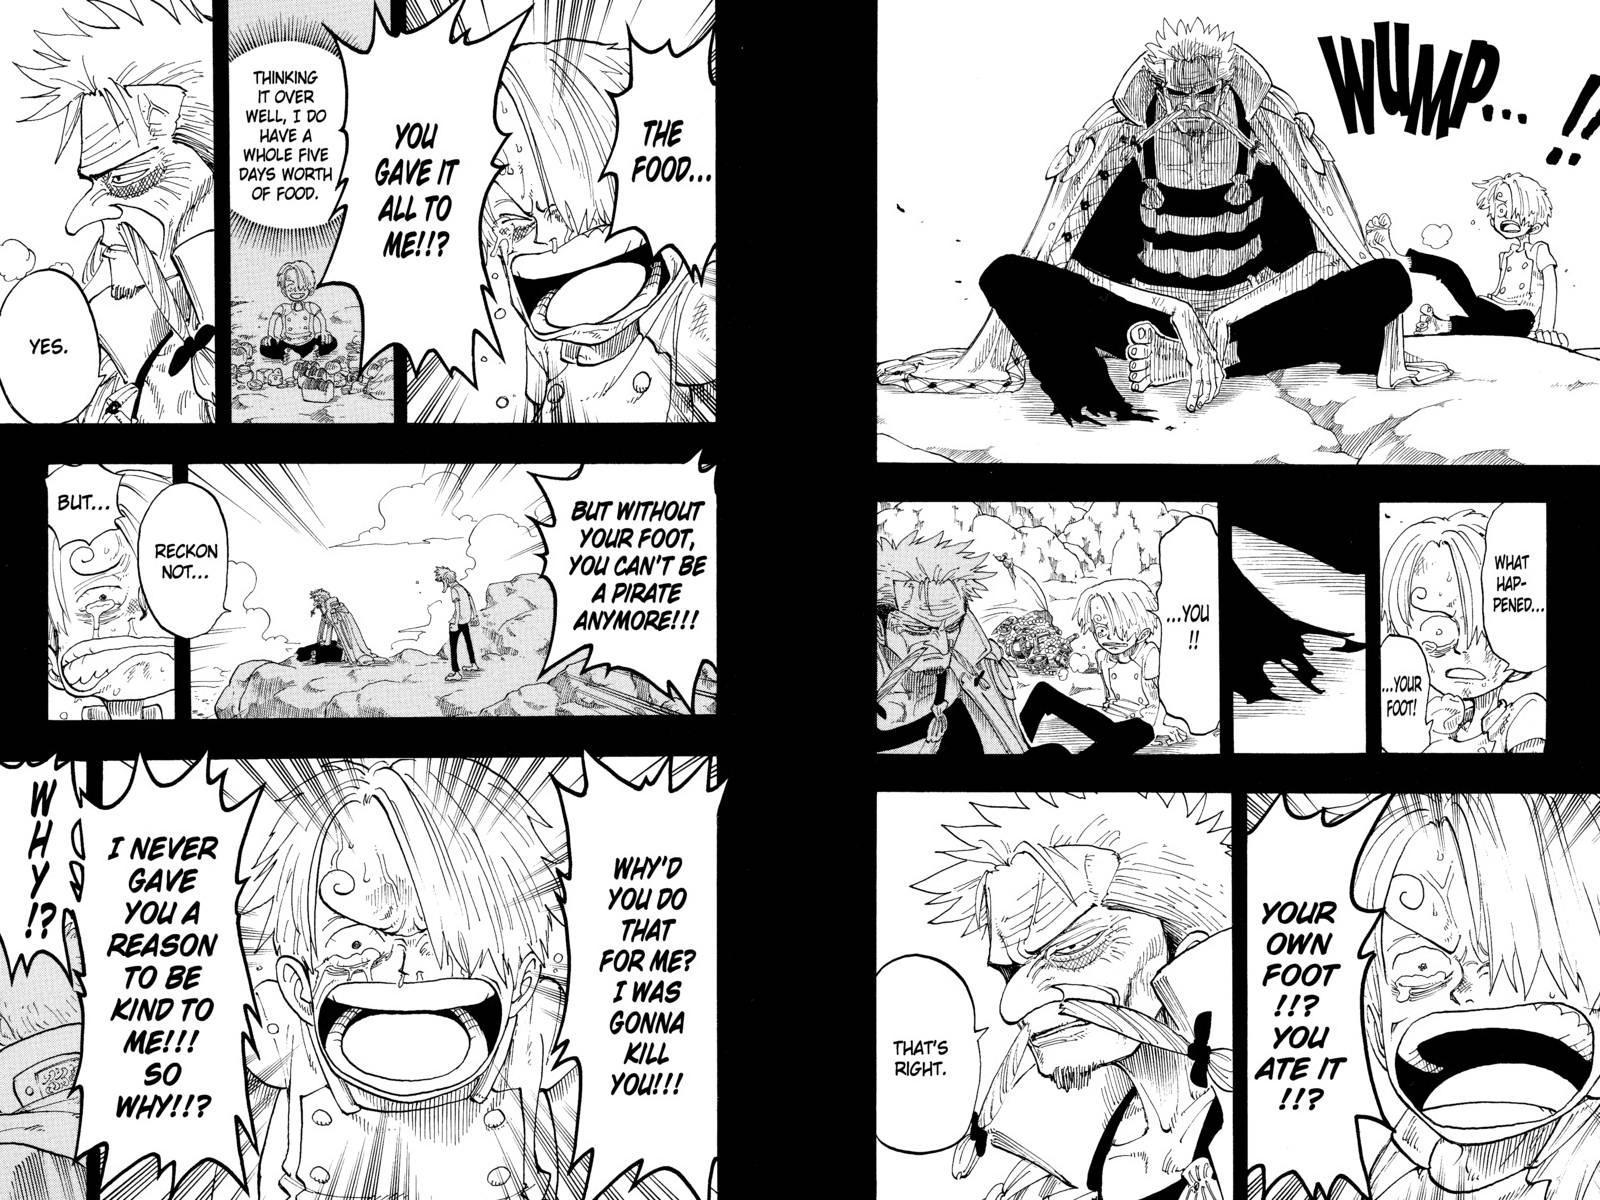 WUMP... !!
WHAT
HAP-
PENED...
...YOUR
FOOT!
...YOU
!!
YOUR
OWN
FOOT
!!?
YOU
ATE IT
!!?
THAT'S
RIGHT.
THE
FOOD...
YOU
GAVE IT
ALL TO
ME!!?
THINKING
IT OVER
WELL, I DO
HAVE A
WHOLE FIVE
DAYS WORTH
OF FOOD.
YES.
BUT WITHOUT
YOUR FOOT,
YOU CAN'T BE
A PIRATE
ANYMORE!!!
RECKON
NOT...
BUT...
WHY'D
YOU DO
THAT
FOR ME?
I WAS
GONNA
KILL
YOU!!!
I NEVER
GAVE
YOU A
REASON
TO BE
KIND TO
ME!!!
SO
WHY!!?
WHY!?